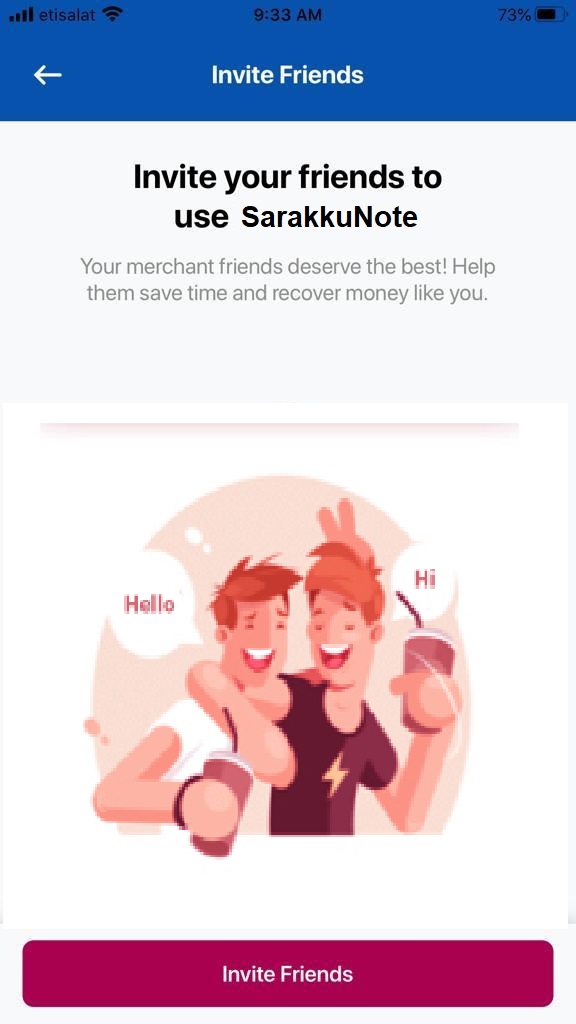 etisalat 9:33 AM 73%
Invite Friends
Invite your friends to
use SarakkuNote
Your merchant friends deserve the best! Help
them save time and recover money like you.
Hi
Hello
Invite Friends